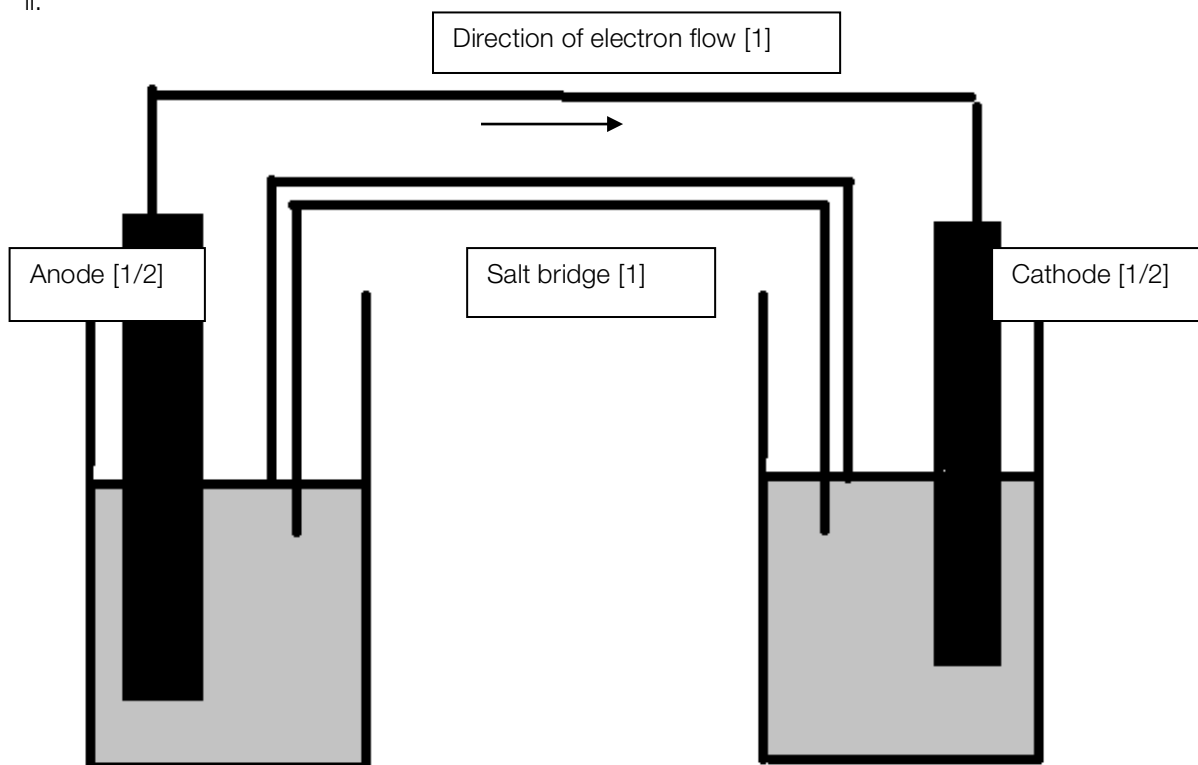 ii.
Direction of electron flow [1]
Anode [1/2]
Salt bridge [1]
Cathode [1/2]